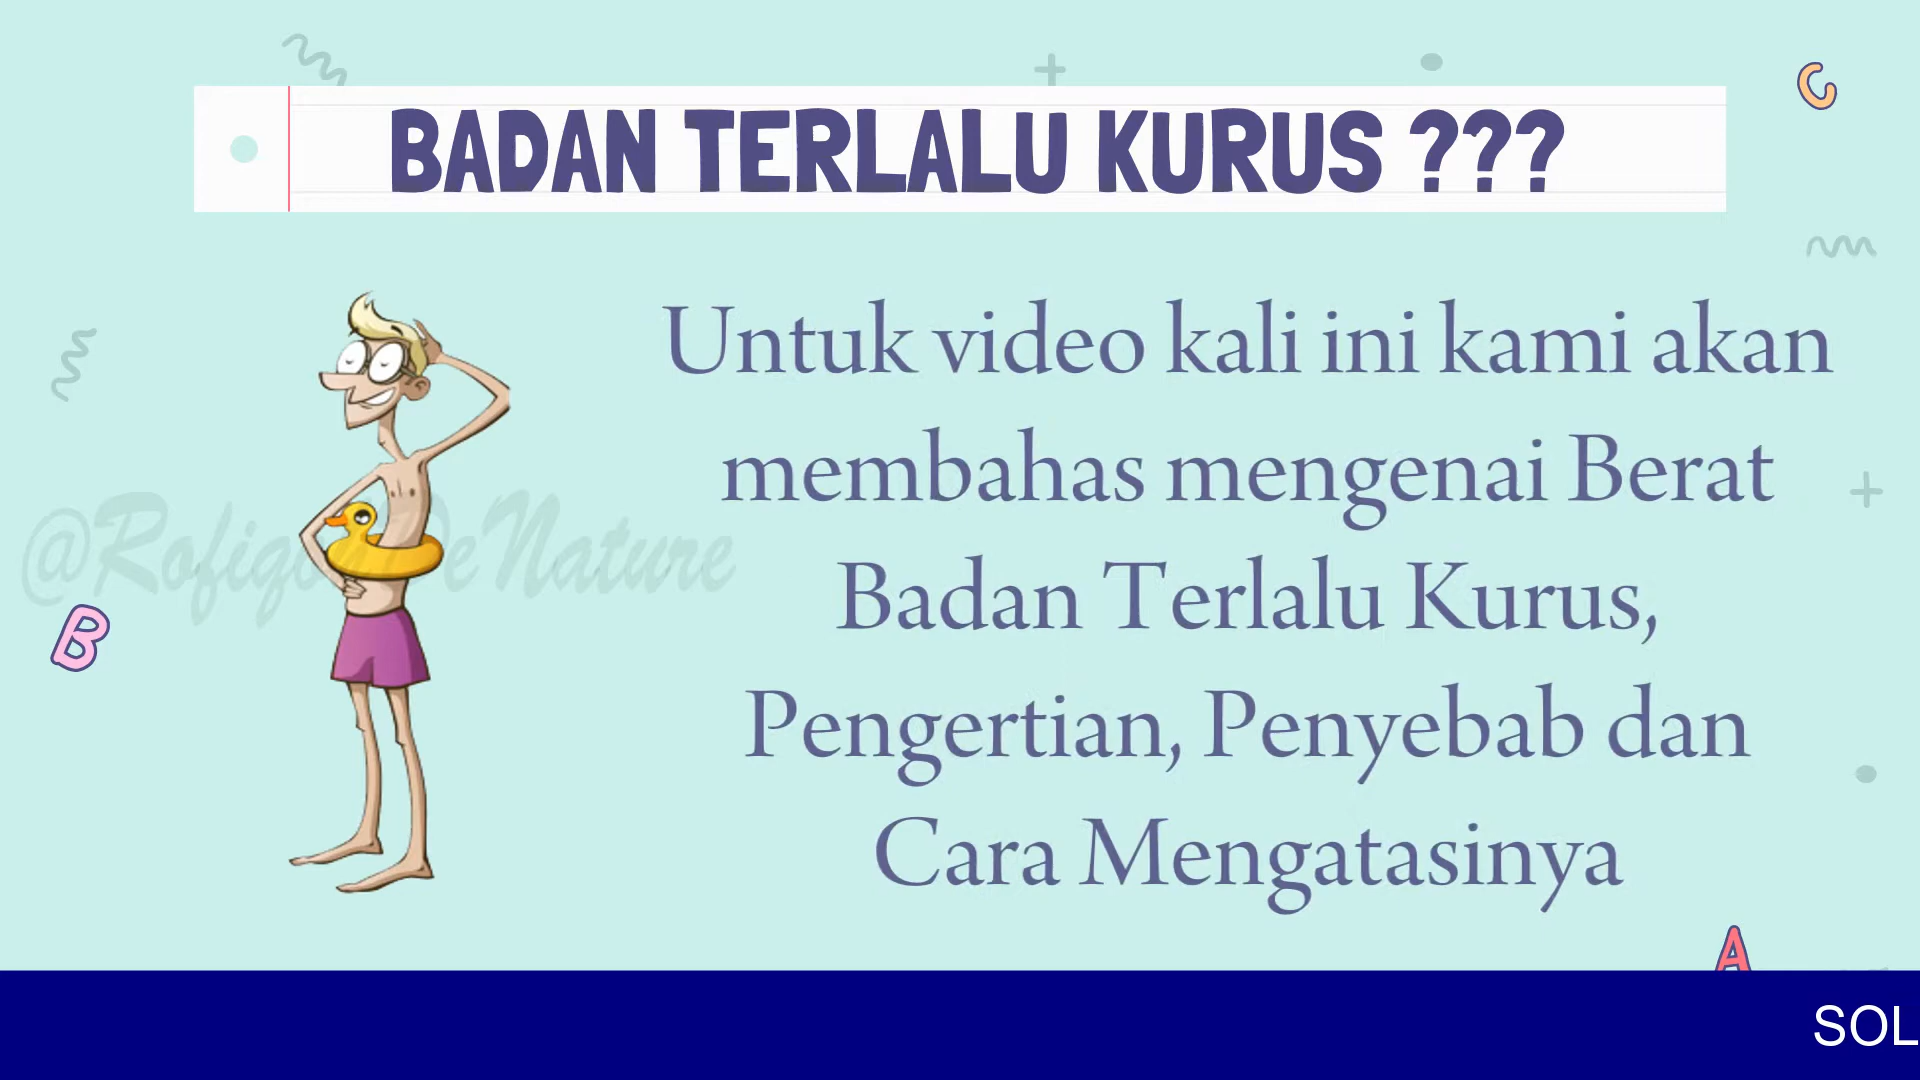 BADAN TERLALU KURUS ???
C
Untuk video kali ini kami akan
membahas mengenai Berat
Badan Terlalu Kurus,
Pengertian, Penyebab dan
Cara Mengatasinya
B
A
SOL